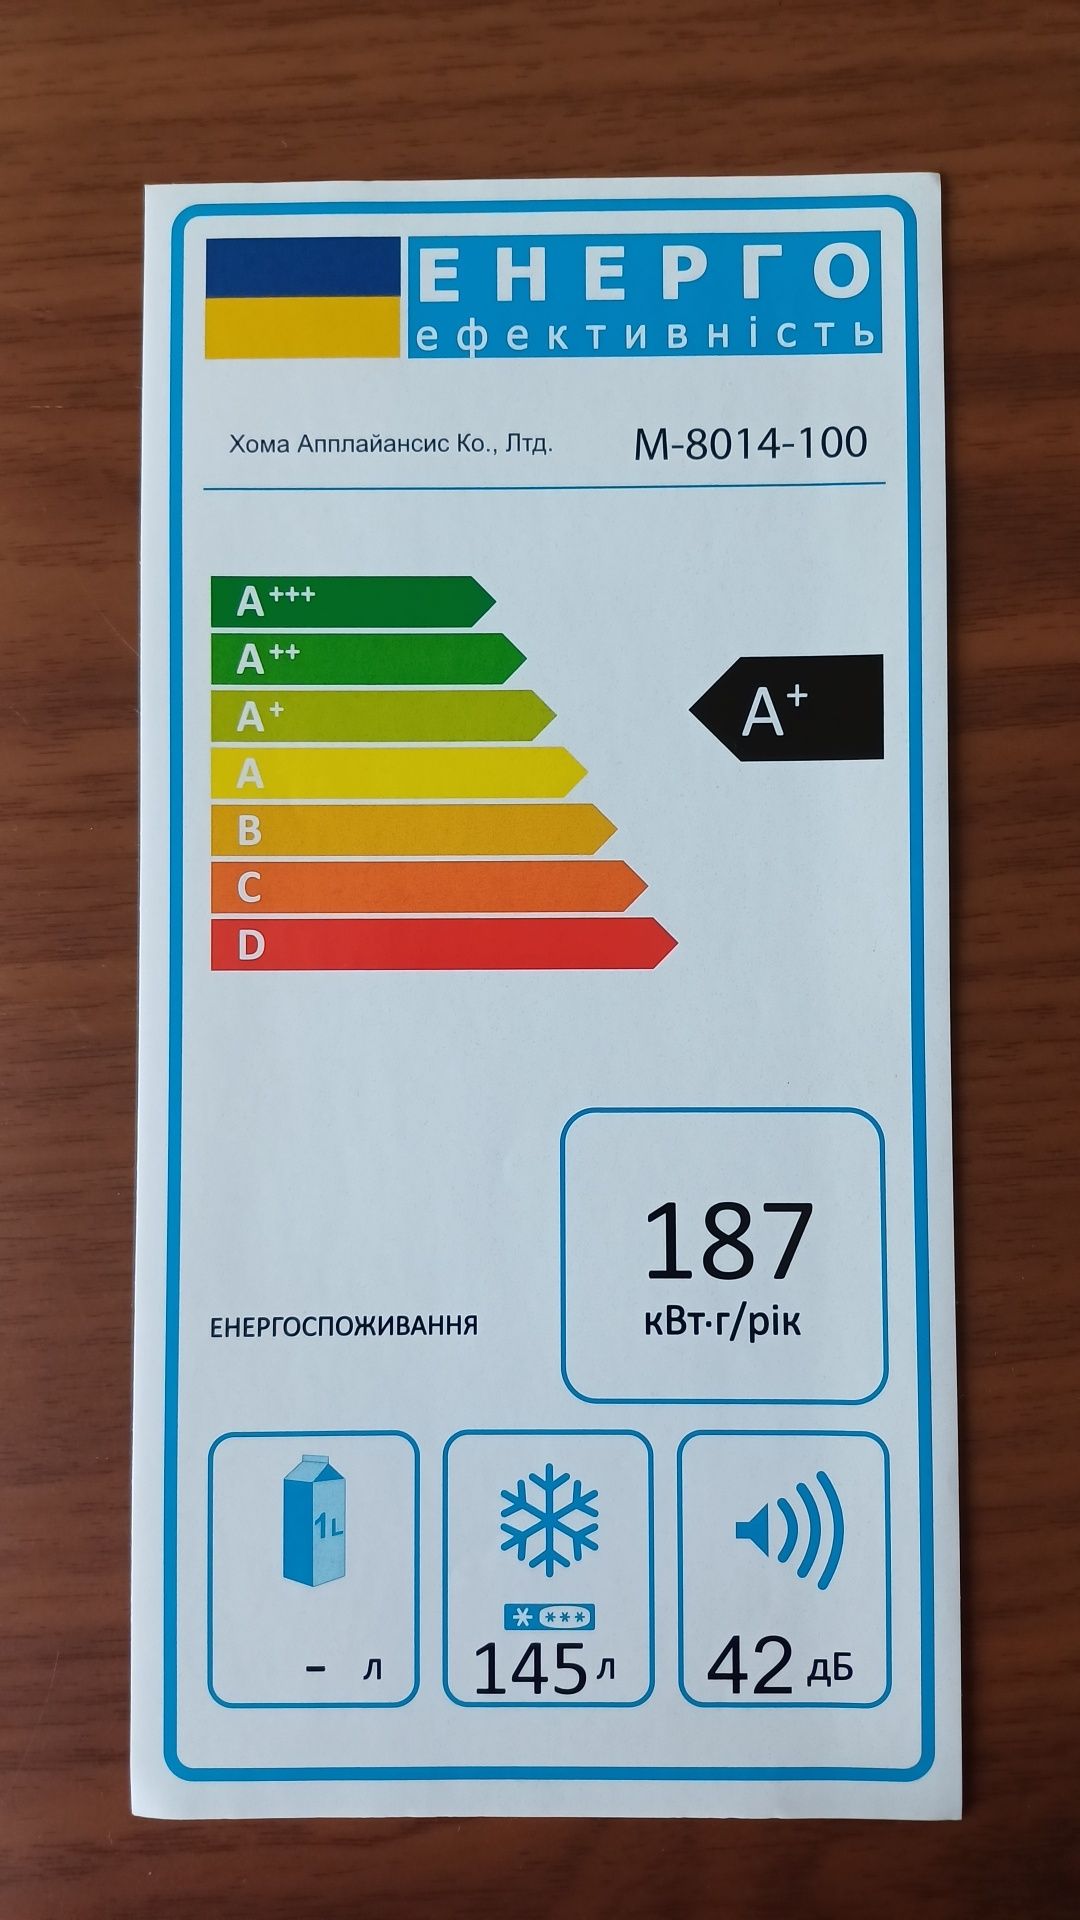 ЕНЕРГО
ефективність
Хома Апплайансис Ко., Лтд. М-8014-100
A+++
A++
A+
A+
A
B
C
D
187
ЕНЕРГОСПОЖИВАННЯ кВт·г/рік
1L
- л 145 л 42 дБ